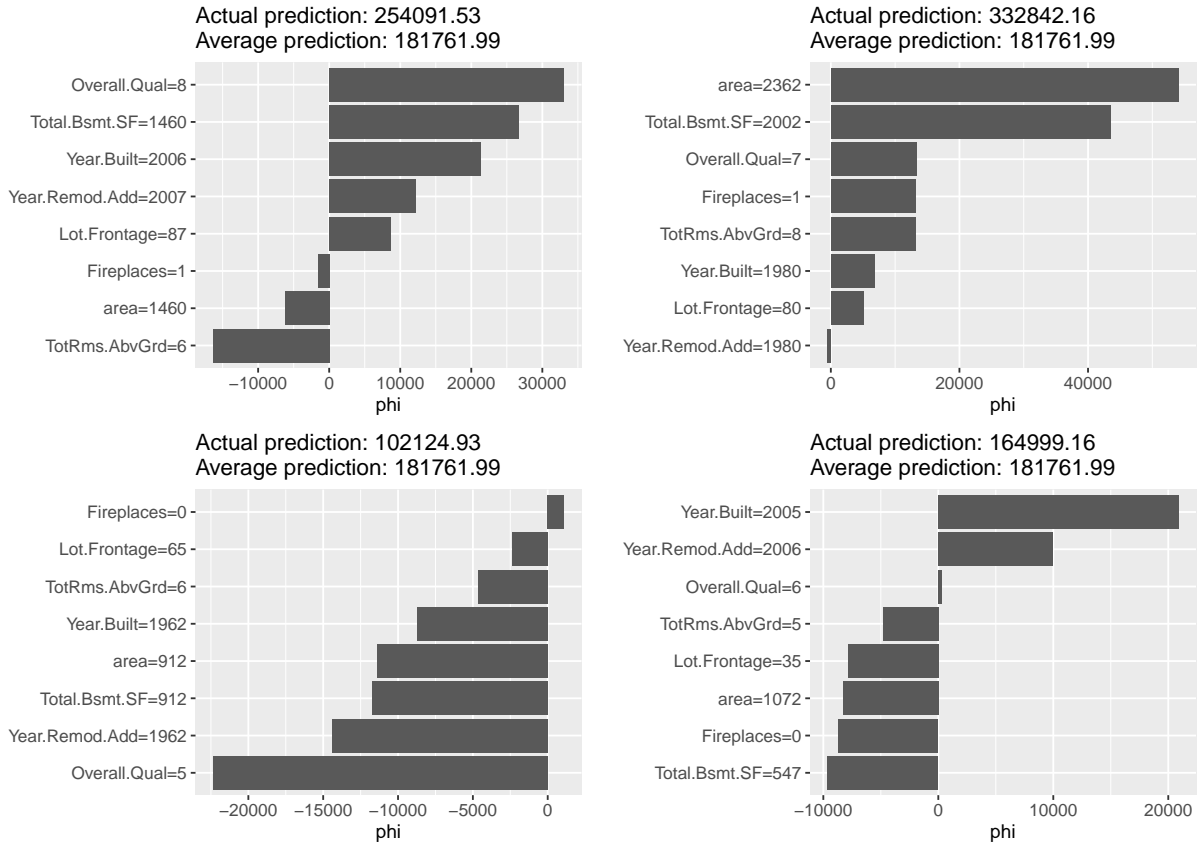 Actual prediction: 254091.53
Average prediction: 181761.99
Overall.Qual=8
Total.Bsmt.SF=1460
Year.Built=2006
Year.Remod.Add=2007
Lot.Frontage=87
Fireplaces=1
area=1460
TotRms.AbvGrd=6
−10000 0 10000 20000 30000
phi
Actual prediction: 332842.16
Average prediction: 181761.99
area=2362
Total.Bsmt.SF=2002
Overall.Qual=7
Fireplaces=1
TotRms.AbvGrd=8
Year.Built=1980
Lot.Frontage=80
Year.Remod.Add=1980
0 20000 40000
phi
Actual prediction: 102124.93
Average prediction: 181761.99
Fireplaces=0
Lot.Frontage=65
TotRms.AbvGrd=6
Year.Built=1962
area=912
Total.Bsmt.SF=912
Year.Remod.Add=1962
Overall.Qual=5
−20000 −15000 −10000 −5000 0
phi
Actual prediction: 164999.16
Average prediction: 181761.99
Year.Built=2005
Year.Remod.Add=2006
Overall.Qual=6
TotRms.AbvGrd=5
Lot.Frontage=35
area=1072
Fireplaces=0
Total.Bsmt.SF=547
−10000 0 10000 20000
phi